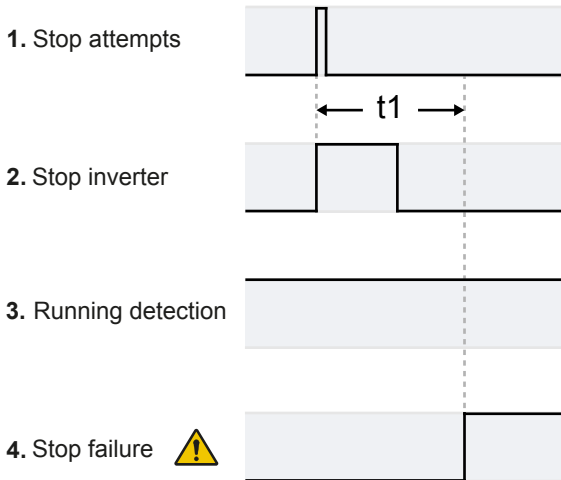 1. Stop attempts
t1
2. Stop inverter
3. Running detection
4. Stop failure